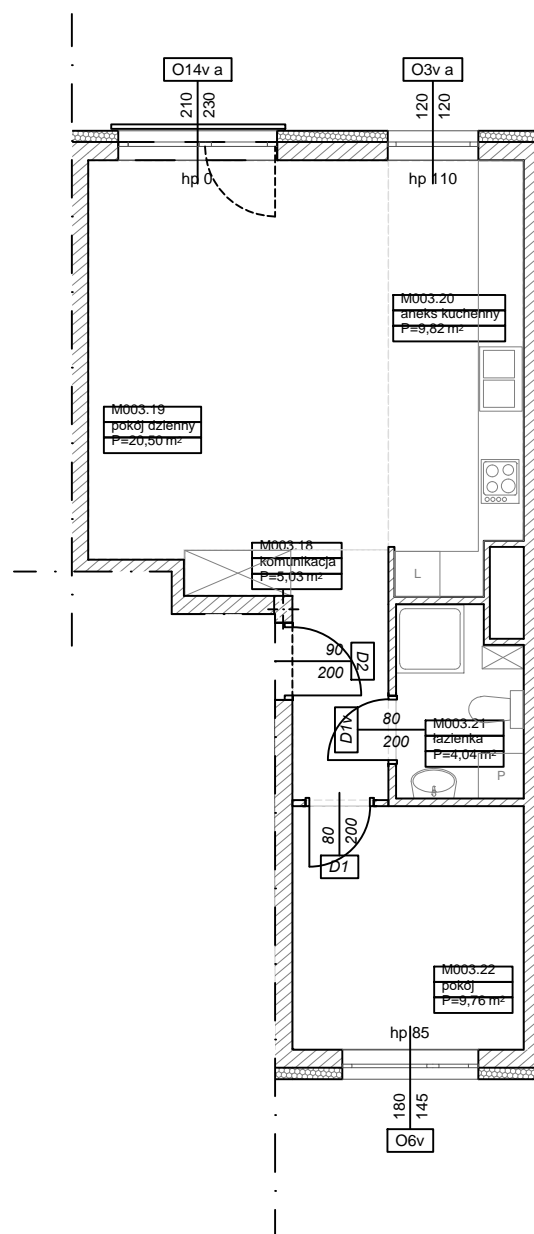 O14v a
O3v a
210
230
120
120
hp 0
hp 110
M003.20
aneks kuchenny
P=9,82 m²
M003.19
pokój dzienny
P=20,50 m²
M003.18
komunikacja
P=5,03 m²
L
90
200
D2
D1v
80
200
M003.21
łazienka
P=4,04 m²
P
80
200
D1
M003.22
pokój
P=9,76 m²
hp 85
180
145
O6v